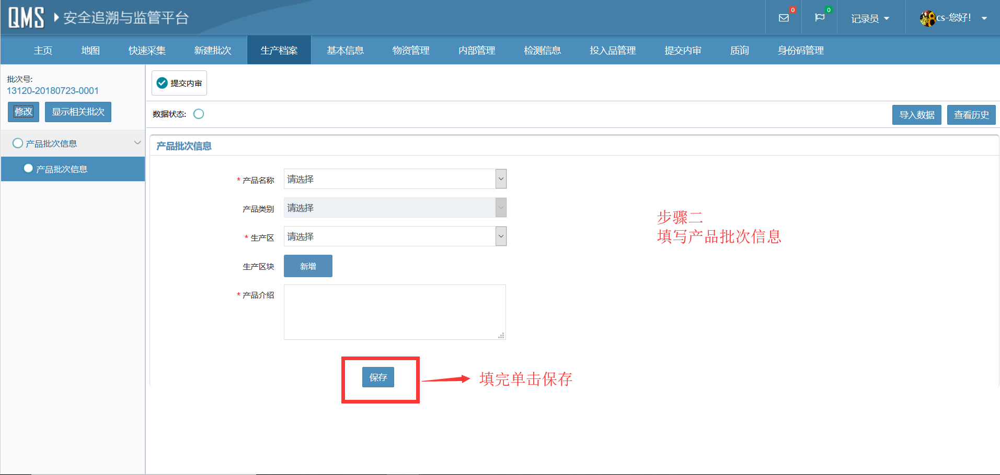 QMS 安全追溯与监管平台
0
0
记录员
cs-您好！
主页 地图 快速采集 新建批次 生产档案 基本信息 物资管理 内部管理 检测信息 投入品管理 提交内审 质询 身份码管理
批次号:
13120-20180723-0001
修改 显示相关批次
产品批次信息
产品批次信息
提交内审
数据状态:
导入数据 查看历史
产品批次信息
* 产品名称 请选择
产品类别 请选择
* 生产区 请选择
生产区块 新增
* 产品介绍
步骤二
填写产品批次信息
保存
填完单击保存